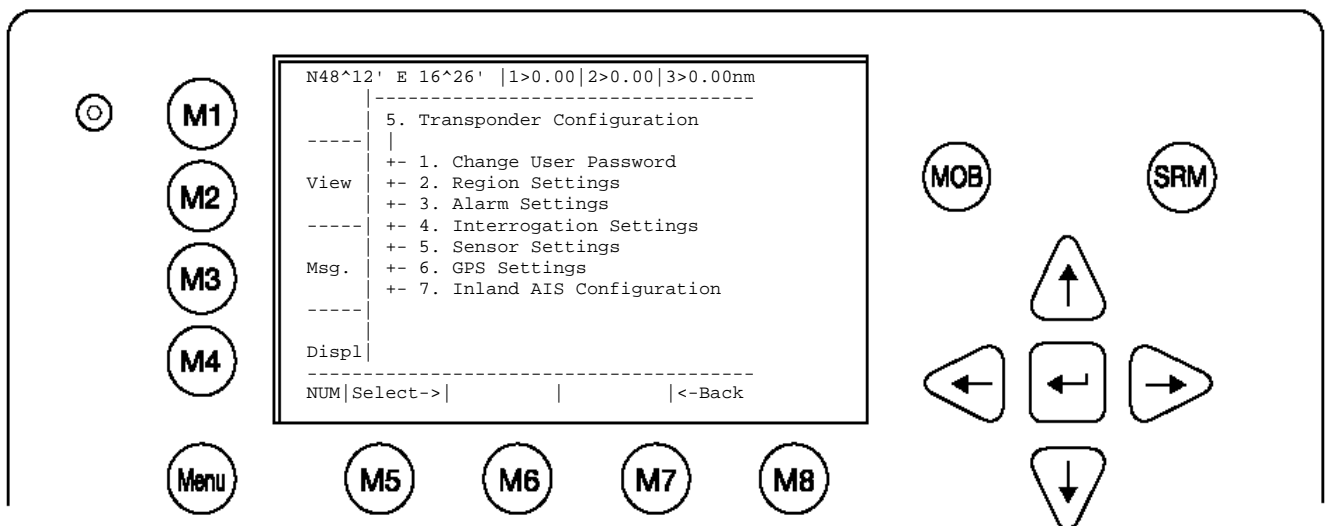 N48^12' E 16^26' |1>0.00|2>0.00|3>0.00nm
5. Transponder Configuration
+- 1. Change User Password
View +- 2. Region Settings
+- 3. Alarm Settings
+- 4. Interrogation Settings
+- 5. Sensor Settings
Msg. +- 6. GPS Settings
+- 7. Inland AIS Configuration
Displ
NUM|Select->| | |<-Back
M1
M2
M3
M4
Menu
M5
M6
M7
M8
MOB
SRM